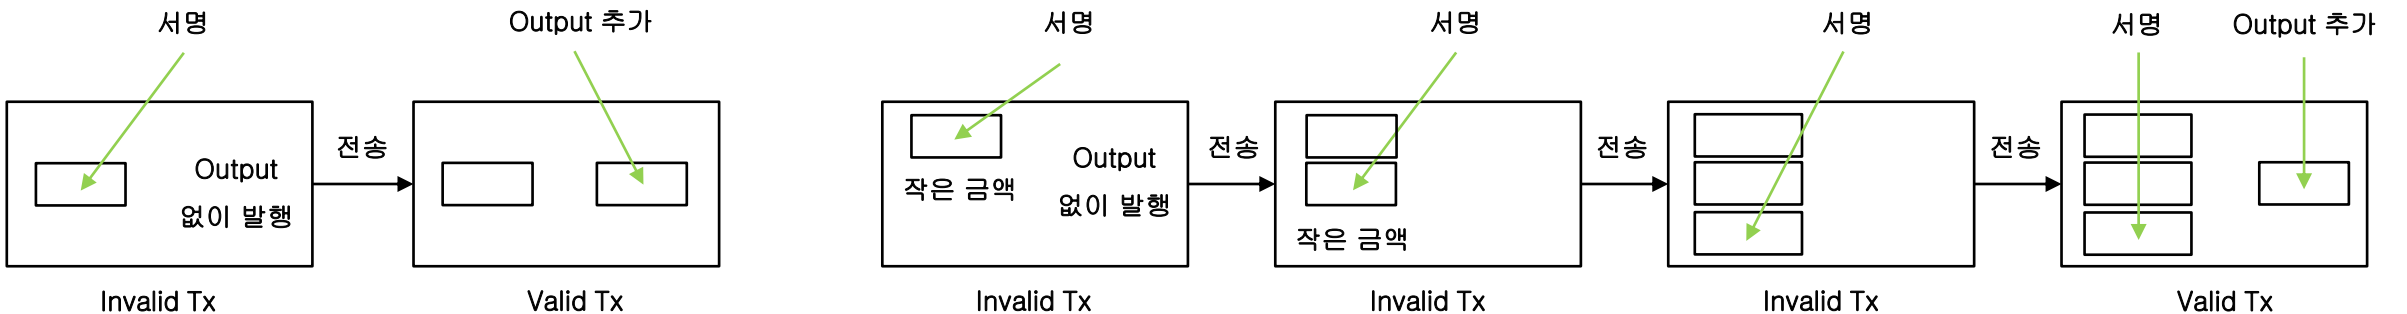 서명
Output 추가
서명
서명
서명
서명
Output 추가
전송
Output
없이 발행
작은 금액
Output
없이 발행
전송
작은 금액
전송
전송
Invalid Tx
Valid Tx
Invalid Tx
Invalid Tx
Invalid Tx
Valid Tx